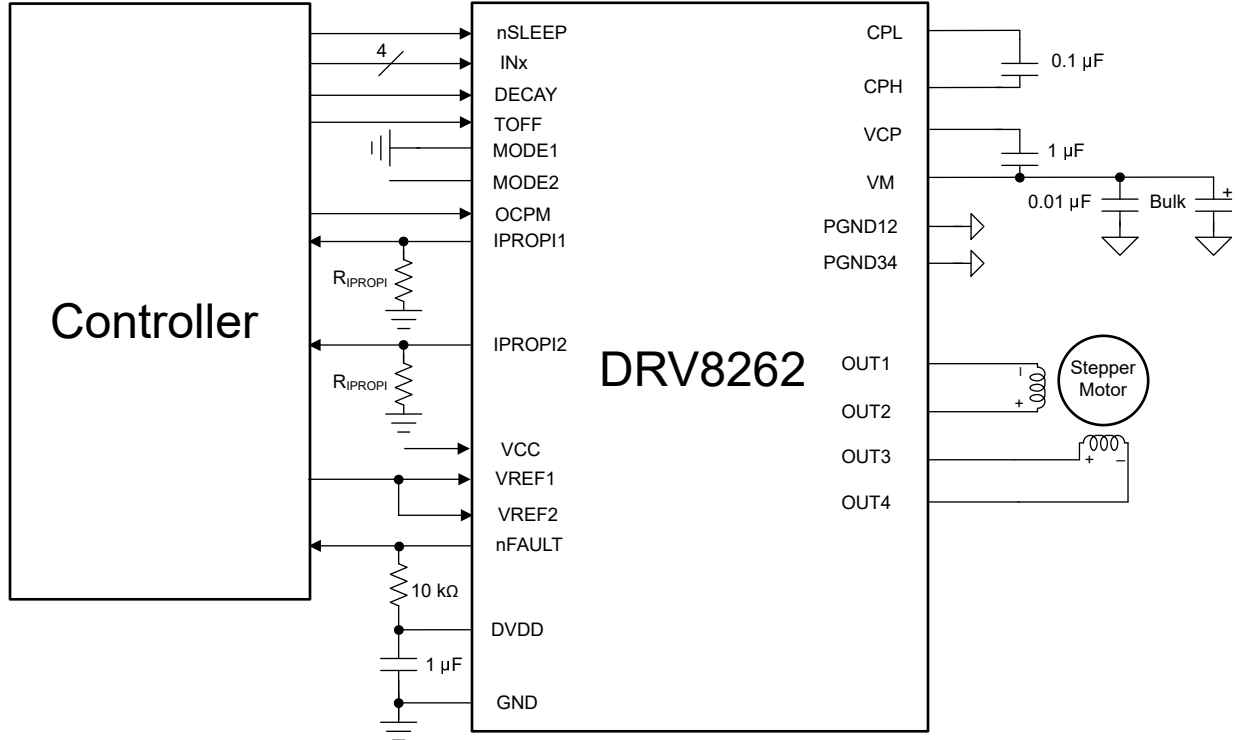 Controller
4
nSLEEP
INx
DECAY
TOFF
MODE1
MODE2
OCPM
IPROPI1
RIPROPI
IPROPI2
RIPROPI
VCC
VREF1
VREF2
nFAULT
10 kΩ
DVDD
1 µF
GND
DRV8262
CPL
0.1 µF
CPH
VCP
1 µF
VM
0.01 µF
Bulk
+
PGND12
PGND34
OUT1
−
Stepper
Motor
+
OUT2
OUT3
+ −
OUT4